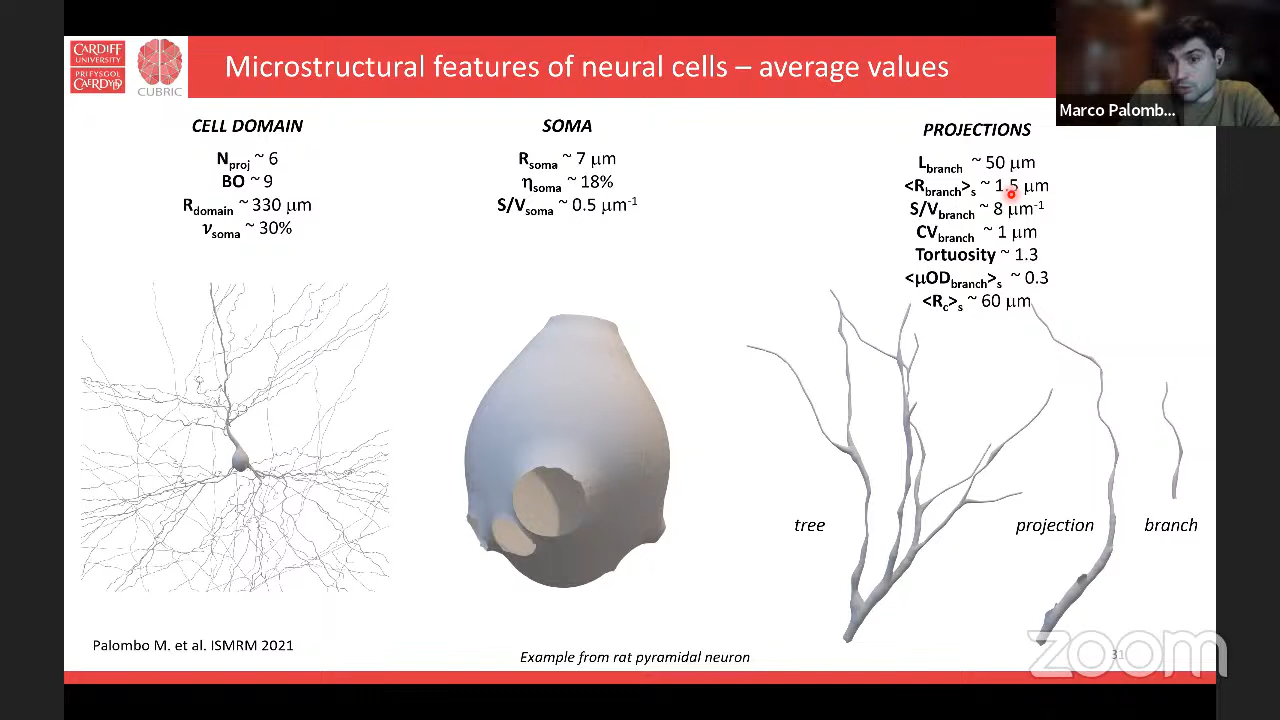 CARDIFF
UNIVERSITY
PRIFYSGOL
CAERDYDD
CUBRIC
Microstructural features of neural cells – average values
Marco Palomb...
CELL DOMAIN
Nproj ~ 6
BO ~ 9
Rdomain ~ 330 μm
νsoma ~ 30%
SOMA
Rsoma ~ 7 μm
ηsoma ~ 18%
S/Vsoma ~ 0.5 μm-1
PROJECTIONS
Lbranch ~ 50 μm
<Rbranch>s ~ 1.5 μm
S/Vbranch ~ 8 μm-1
CVbranch ~ 1 μm
Tortuosity ~ 1.3
<μODbranch>s ~ 0.3
<Rc>s ~ 60 μm
tree
projection
branch
Palombo M. et al. ISMRM 2021
Example from rat pyramidal neuron
31
zoom